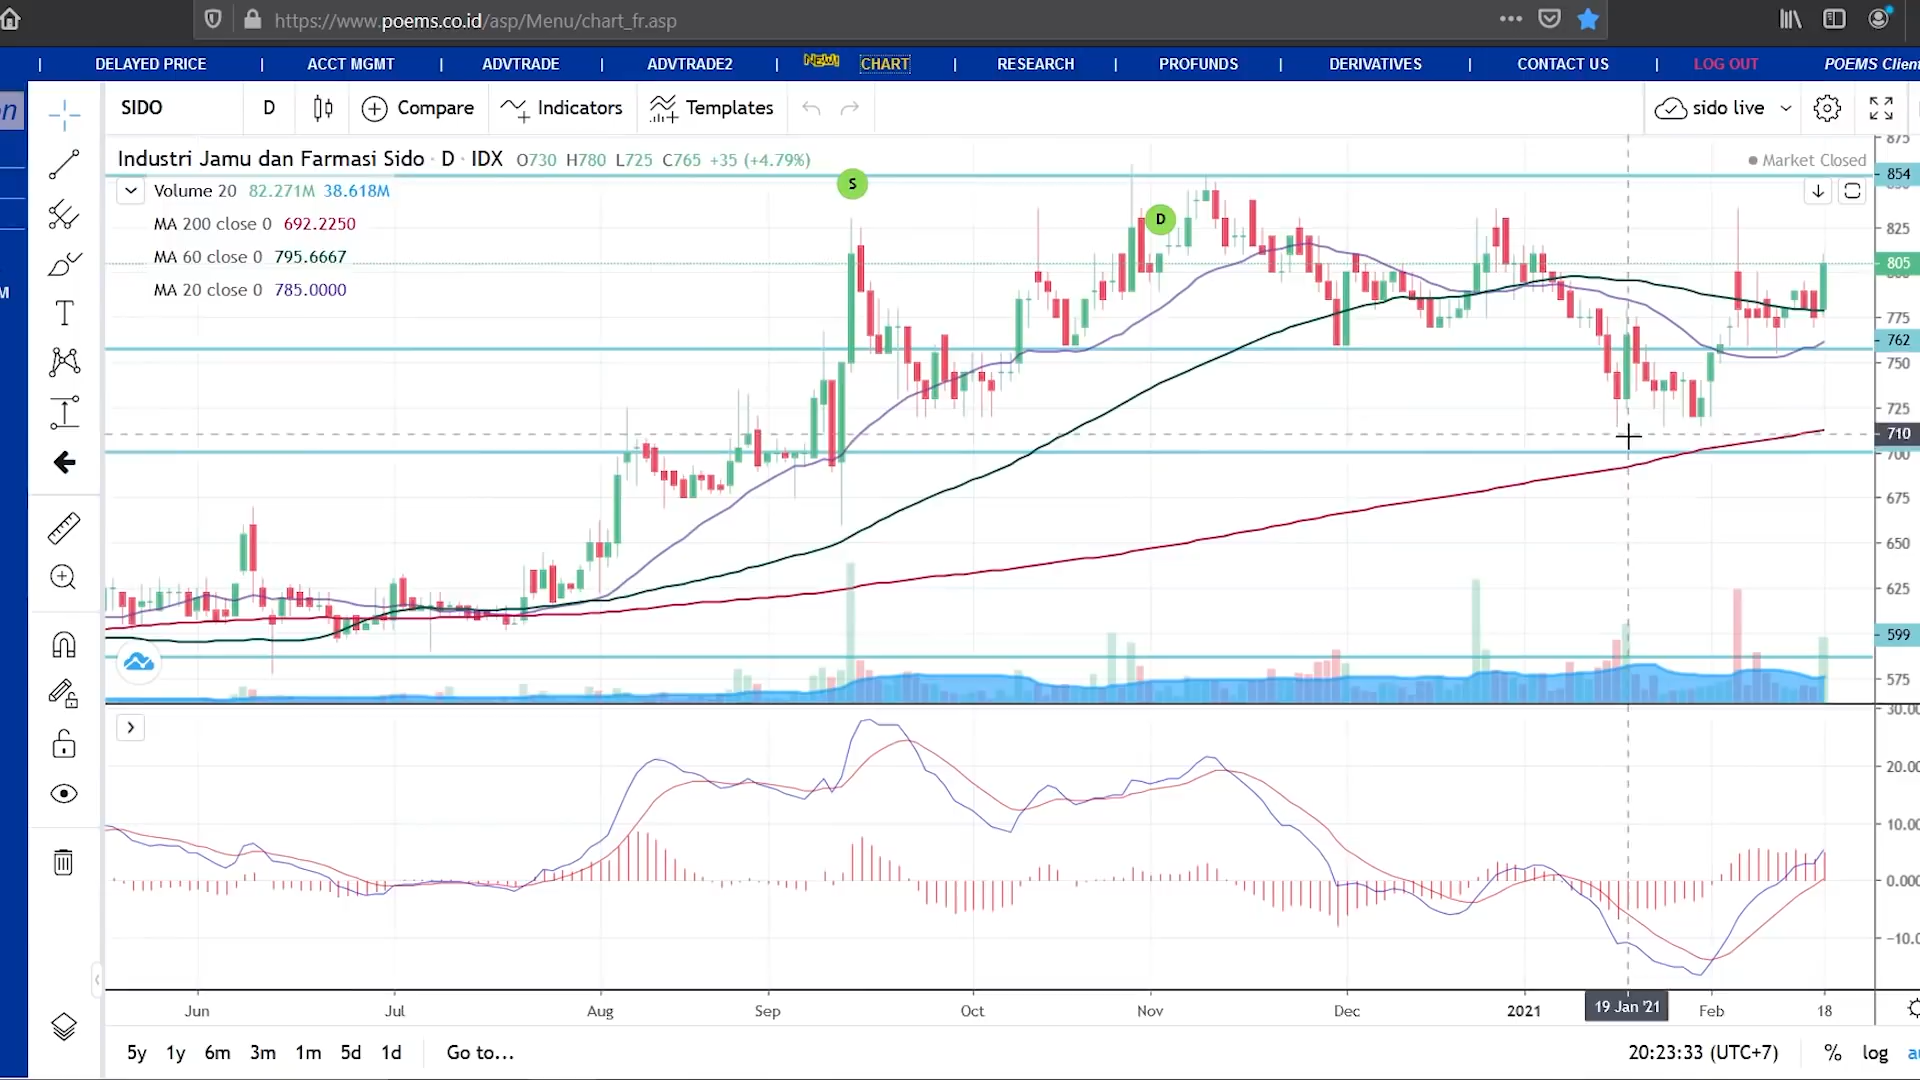 https://www.poems.co.id/asp/Menu/chart_fr.asp
| DELAYED PRICE | ACCT MGMT | ADVTRADE | ADVTRADE2 | NEW! CHART | RESEARCH | PROFUNDS | DERIVATIVES | CONTACT US | LOG OUT POEMS Client
n
M
SIDO D Compare Indicators Templates sido live
Industri Jamu dan Farmasi Sido · D · IDX O730 H780 L725 C765 +35 (+4.79%)
Market Closed
Volume 20 82.271M 38.618M
MA 200 close 0 692.2250
MA 60 close 0 795.6667
MA 20 close 0 785.0000
S
D
875
854
825
805
775
762
750
725
710
700
675
650
625
599
575
30.00
20.00
10.00
0.000
-10.0
Jun Jul Aug Sep Oct Nov Dec 2021 19 Jan '21 Feb 18
5y 1y 6m 3m 1m 5d 1d Go to... 20:23:33 (UTC+7) % log au